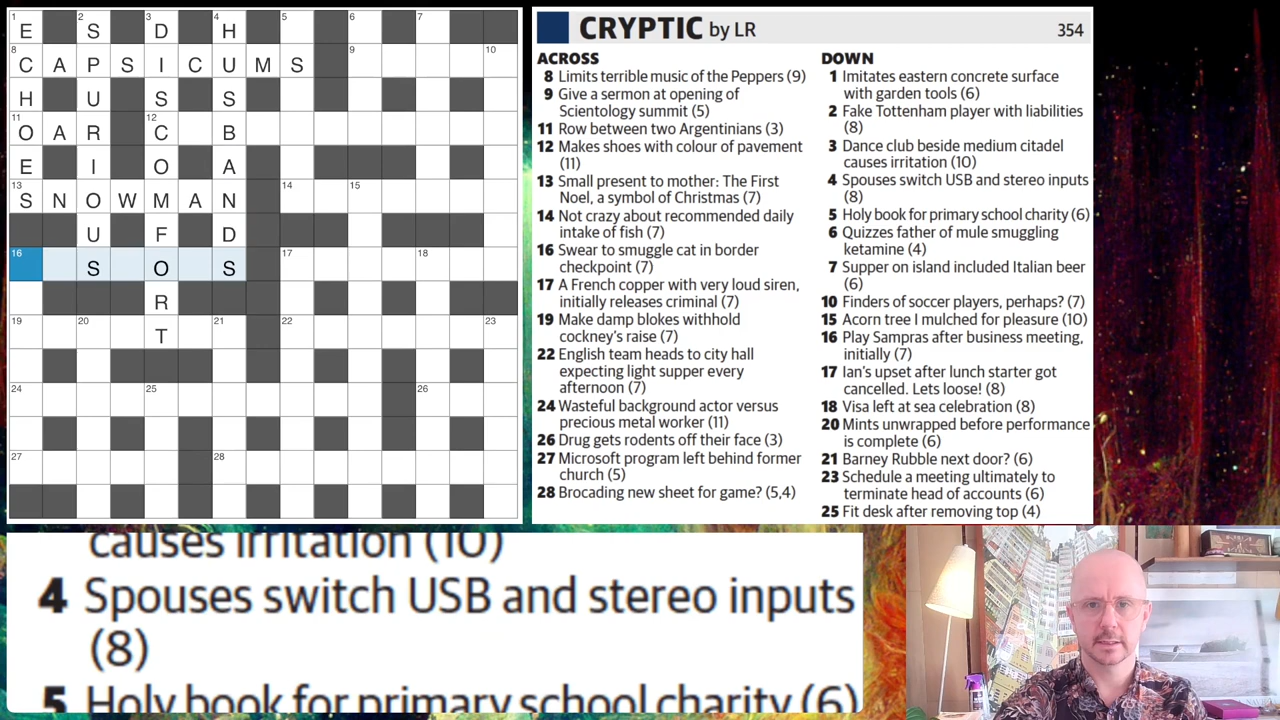 1 2 3 4 5 6 7
E S D H
8 9 10
C A P S I C U M S
H U S S
11 12
O A R C B
E I O A
13 14 15
S N O W M A N
U F D
16 17 18
S O S
R
19 20 21 22 23
T
24 25 26
27 28
CRYPTIC by LR 354
ACROSS
8 Limits terrible music of the Peppers (9)
9 Give a sermon at opening of
Scientology summit (5)
11 Row between two Argentinians (3)
12 Makes shoes with colour of pavement
(11)
13 Small present to mother: The First
Noel, a symbol of Christmas (7)
14 Not crazy about recommended daily
intake of fish (7)
16 Swear to smuggle cat in border
checkpoint (7)
17 A French copper with very loud siren,
initially releases criminal (7)
19 Make damp blokes withhold
cockney's raise (7)
22 English team heads to city hall
expecting light supper every
afternoon (7)
24 Wasteful background actor versus
precious metal worker (11)
26 Drug gets rodents off their face (3)
27 Microsoft program left behind former
church (5)
28 Brocading new sheet for game? (5,4)
DOWN
1 Imitates eastern concrete surface
with garden tools (6)
2 Fake Tottenham player with liabilities
(8)
3 Dance club beside medium citadel
causes irritation (10)
4 Spouses switch USB and stereo inputs
(8)
5 Holy book for primary school charity (6)
6 Quizzes father of mule smuggling
ketamine (4)
7 Supper on island included Italian beer
(6)
10 Finders of soccer players, perhaps? (7)
15 Acorn tree I mulched for pleasure (10)
16 Play Sampras after business meeting,
initially (7)
17 Ian's upset after lunch starter got
cancelled. Lets loose! (8)
18 Visa left at sea celebration (8)
20 Mints unwrapped before performance
is complete (6)
21 Barney Rubble next door? (6)
23 Schedule a meeting ultimately to
terminate head of accounts (6)
25 Fit desk after removing top (4)
causes irritation (10)
4 Spouses switch USB and stereo inputs
(8)
5 Holy book for primary school charity (6)